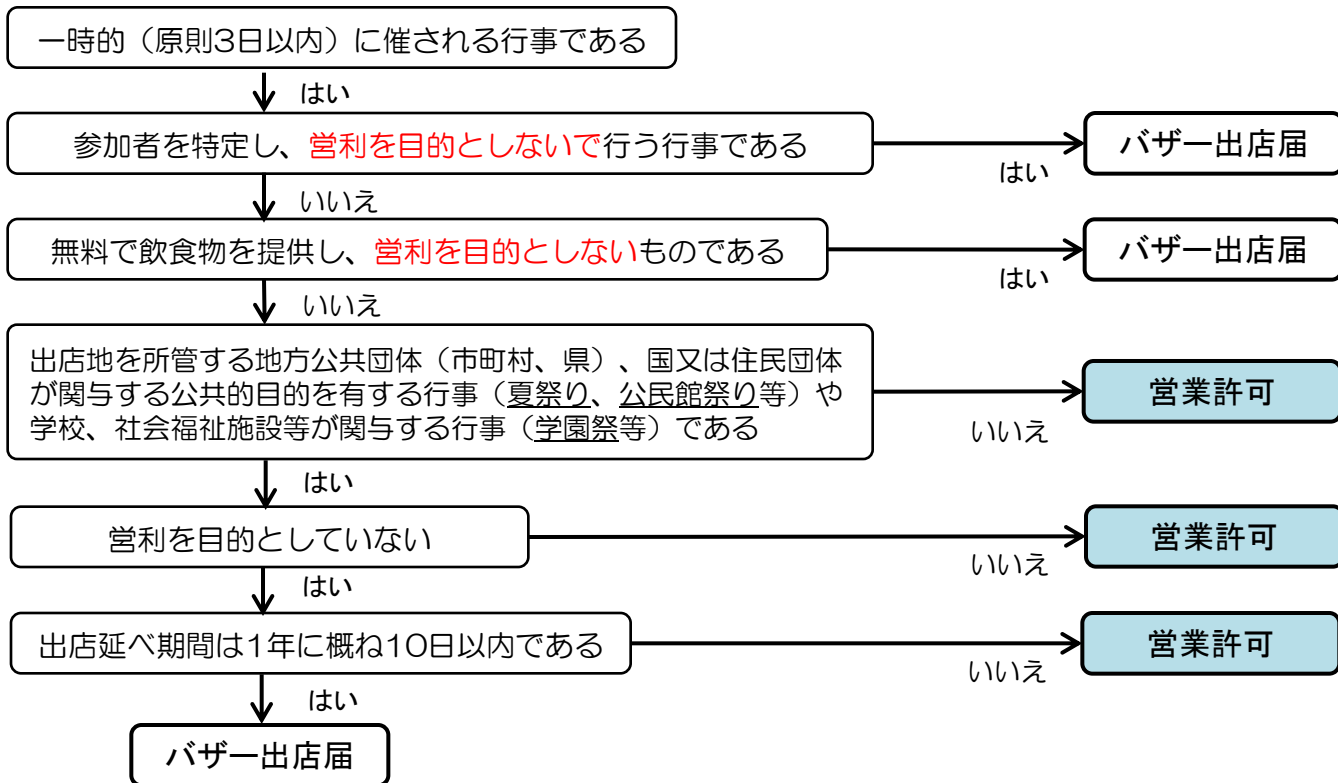 一時的（原則3日以内）に催される行事である
はい
参加者を特定し、営利を目的としないで行う行事である
はい
バザー出店届
いいえ
無料で飲食物を提供し、営利を目的としないものである
はい
バザー出店届
いいえ
出店地を所管する地方公共団体（市町村、県）、国又は住民団体
が関与する公共的目的を有する行事（夏祭り、公民館祭り等）や
学校、社会福祉施設等が関与する行事（学園祭等）である
いいえ
営業許可
はい
営利を目的としていない
いいえ
営業許可
はい
出店延べ期間は1年に概ね10日以内である
いいえ
営業許可
はい
バザー出店届